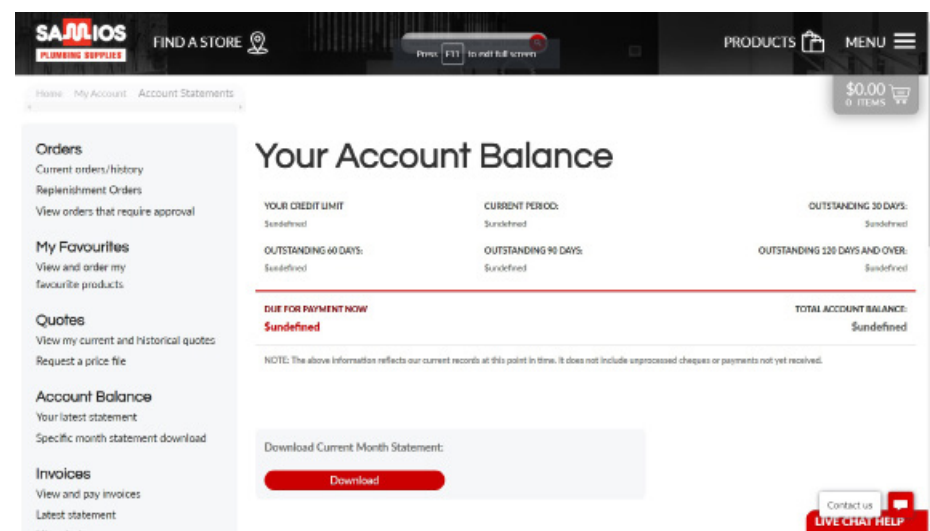 SAMIOS
PLUMBING SUPPLIES
FIND A STORE
Press F11 to exit full screen
PRODUCTS
MENU
Home My Account Account Statements
$0.00
0 ITEMS
Orders
Current orders/history
Replenishment Orders
View orders that require approval
My Favourites
View and order my
favourite products
Quotes
View my current and historical quotes
Request a price file
Account Balance
Your latest statement
Specific month statement download
Invoices
View and pay invoices
Latest statement
Your Account Balance
YOUR CREDIT LIMIT CURRENT PERIOD: OUTSTANDING 30 DAYS:
$undefined $undefined $undefined
OUTSTANDING 60 DAYS: OUTSTANDING 90 DAYS: OUTSTANDING 120 DAYS AND OVER:
$undefined $undefined $undefined
DUE FOR PAYMENT NOW TOTAL ACCOUNT BALANCE:
$undefined $undefined
NOTE: The above information reflects our current records at this point in time. It does not include unprocessed cheques or payments not yet received.
Download Current Month Statement:
Download
Contact us
LIVE CHAT HELP